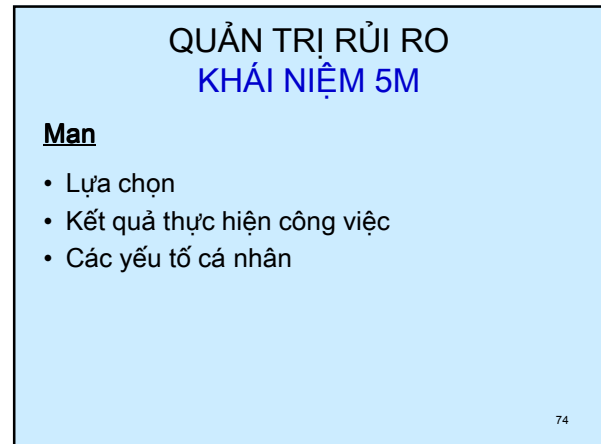 QUẢN TRỊ RỦI RO
KHÁI NIỆM 5M
Man
• Lựa chọn
• Kết quả thực hiện công việc
• Các yếu tố cá nhân
74